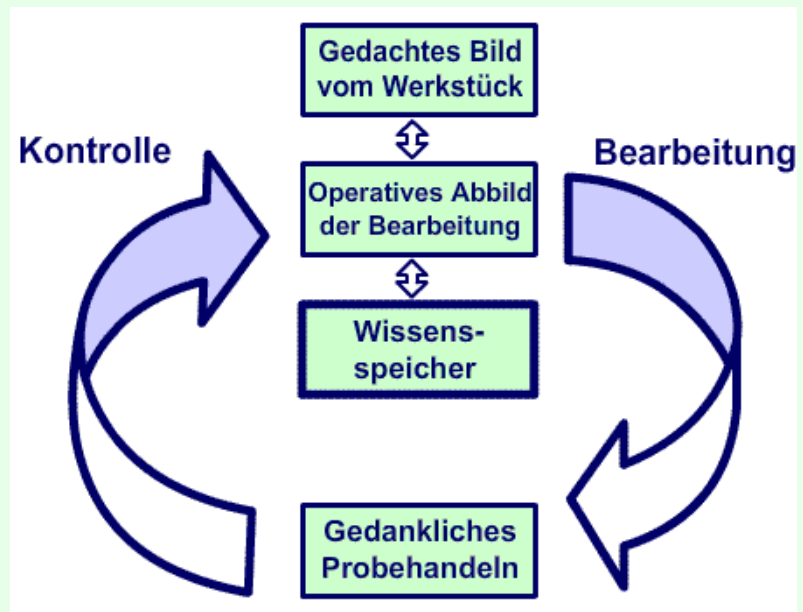 Gedachtes Bild
vom Werkstück
Kontrolle
Bearbeitung
Operatives Abbild
der Bearbeitung
Wissens-
speicher
Gedankliches
Probehandeln